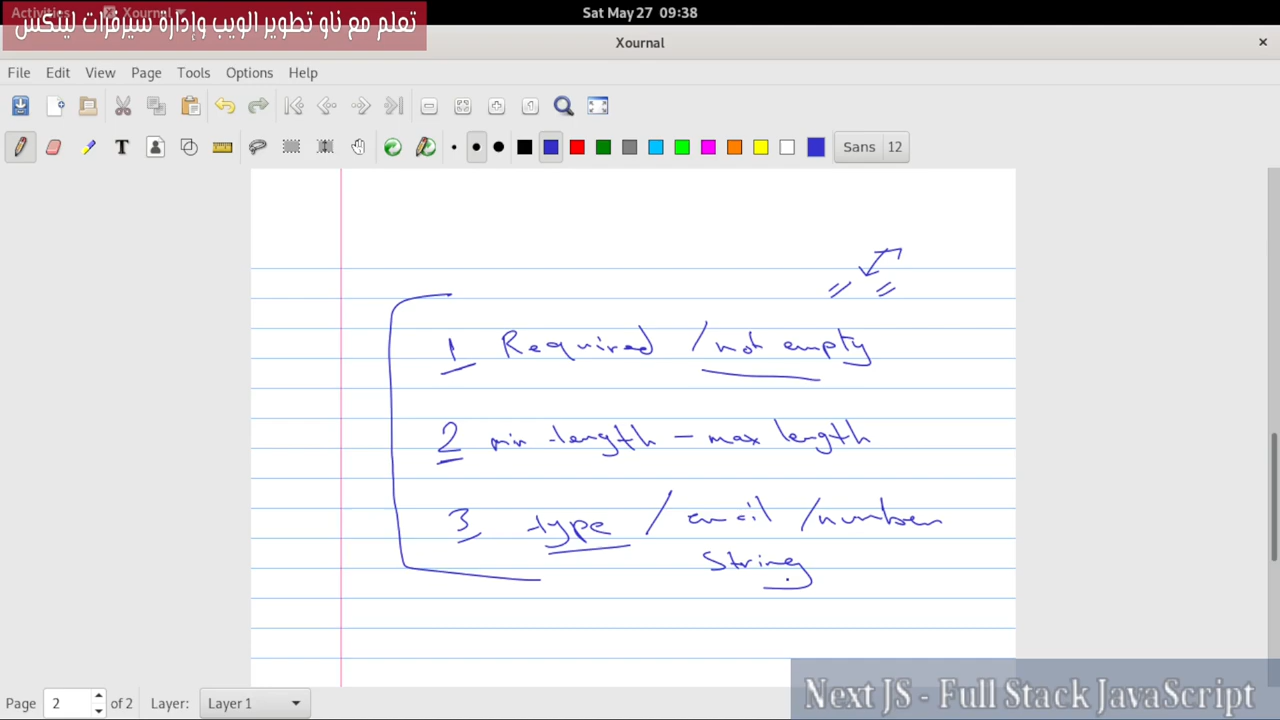 Activities Xournal Sat May 27 09:38
تعلم مع ناو تطوير الويب وإدارة سيرفرات لينكس
Xournal
File Edit View Page Tools Options Help
Sans 12
1 Required / not empty
2 min length - max length
3 type / email / number
String
Page 2 of 2 Layer: Layer 1
Next JS - Full Stack JavaScript